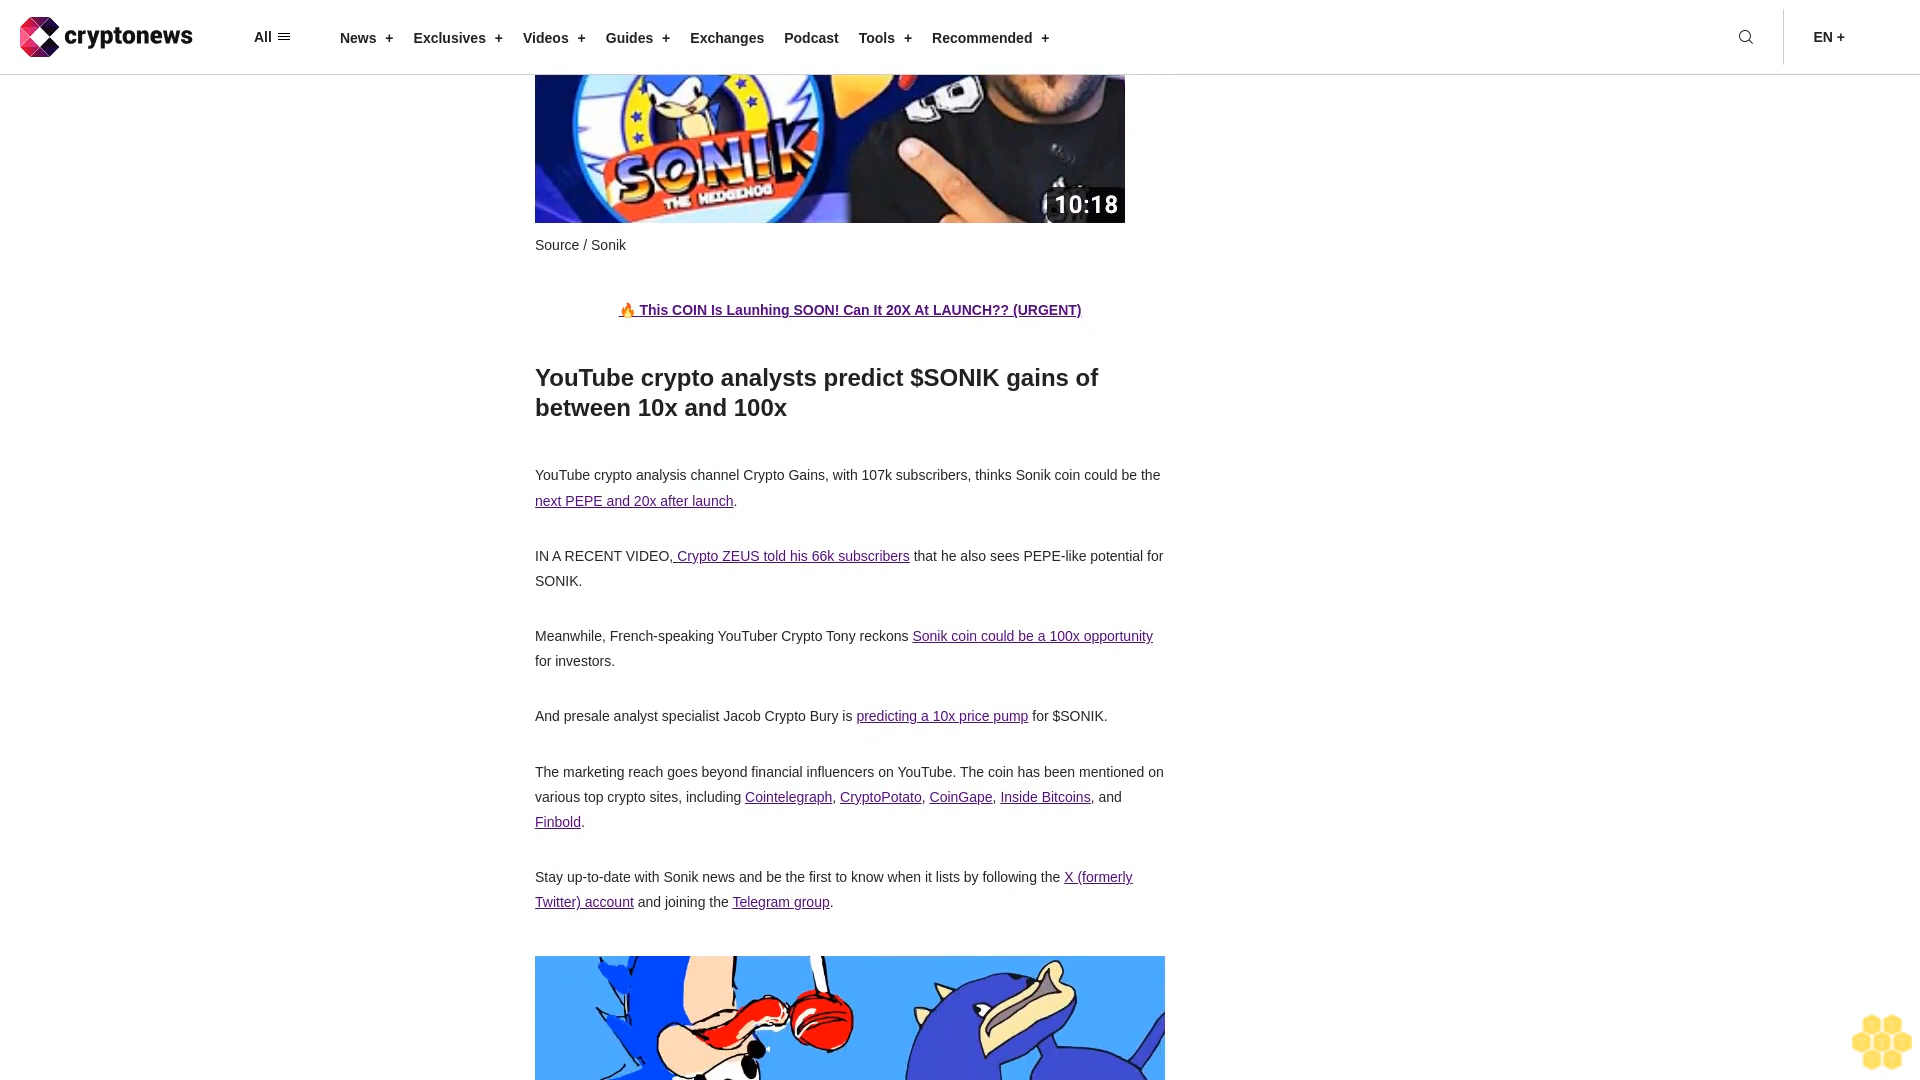 cryptonews
All
News +
Exclusives +
Videos +
Guides +
Exchanges
Podcast
Tools +
Recommended +
EN +
SONIK
THE HEDGEHOG
10:18
Source / Sonik
🔥 This COIN Is Launhing SOON! Can It 20X At LAUNCH?? (URGENT)
YouTube crypto analysts predict $SONIK gains of
between 10x and 100x
YouTube crypto analysis channel Crypto Gains, with 107k subscribers, thinks Sonik coin could be the
next PEPE and 20x after launch.
IN A RECENT VIDEO, Crypto ZEUS told his 66k subscribers that he also sees PEPE-like potential for
SONIK.
Meanwhile, French-speaking YouTuber Crypto Tony reckons Sonik coin could be a 100x opportunity
for investors.
And presale analyst specialist Jacob Crypto Bury is predicting a 10x price pump for $SONIK.
The marketing reach goes beyond financial influencers on YouTube. The coin has been mentioned on
various top crypto sites, including Cointelegraph, CryptoPotato, CoinGape, Inside Bitcoins, and
Finbold.
Stay up-to-date with Sonik news and be the first to know when it lists by following the X (formerly
Twitter) account and joining the Telegram group.